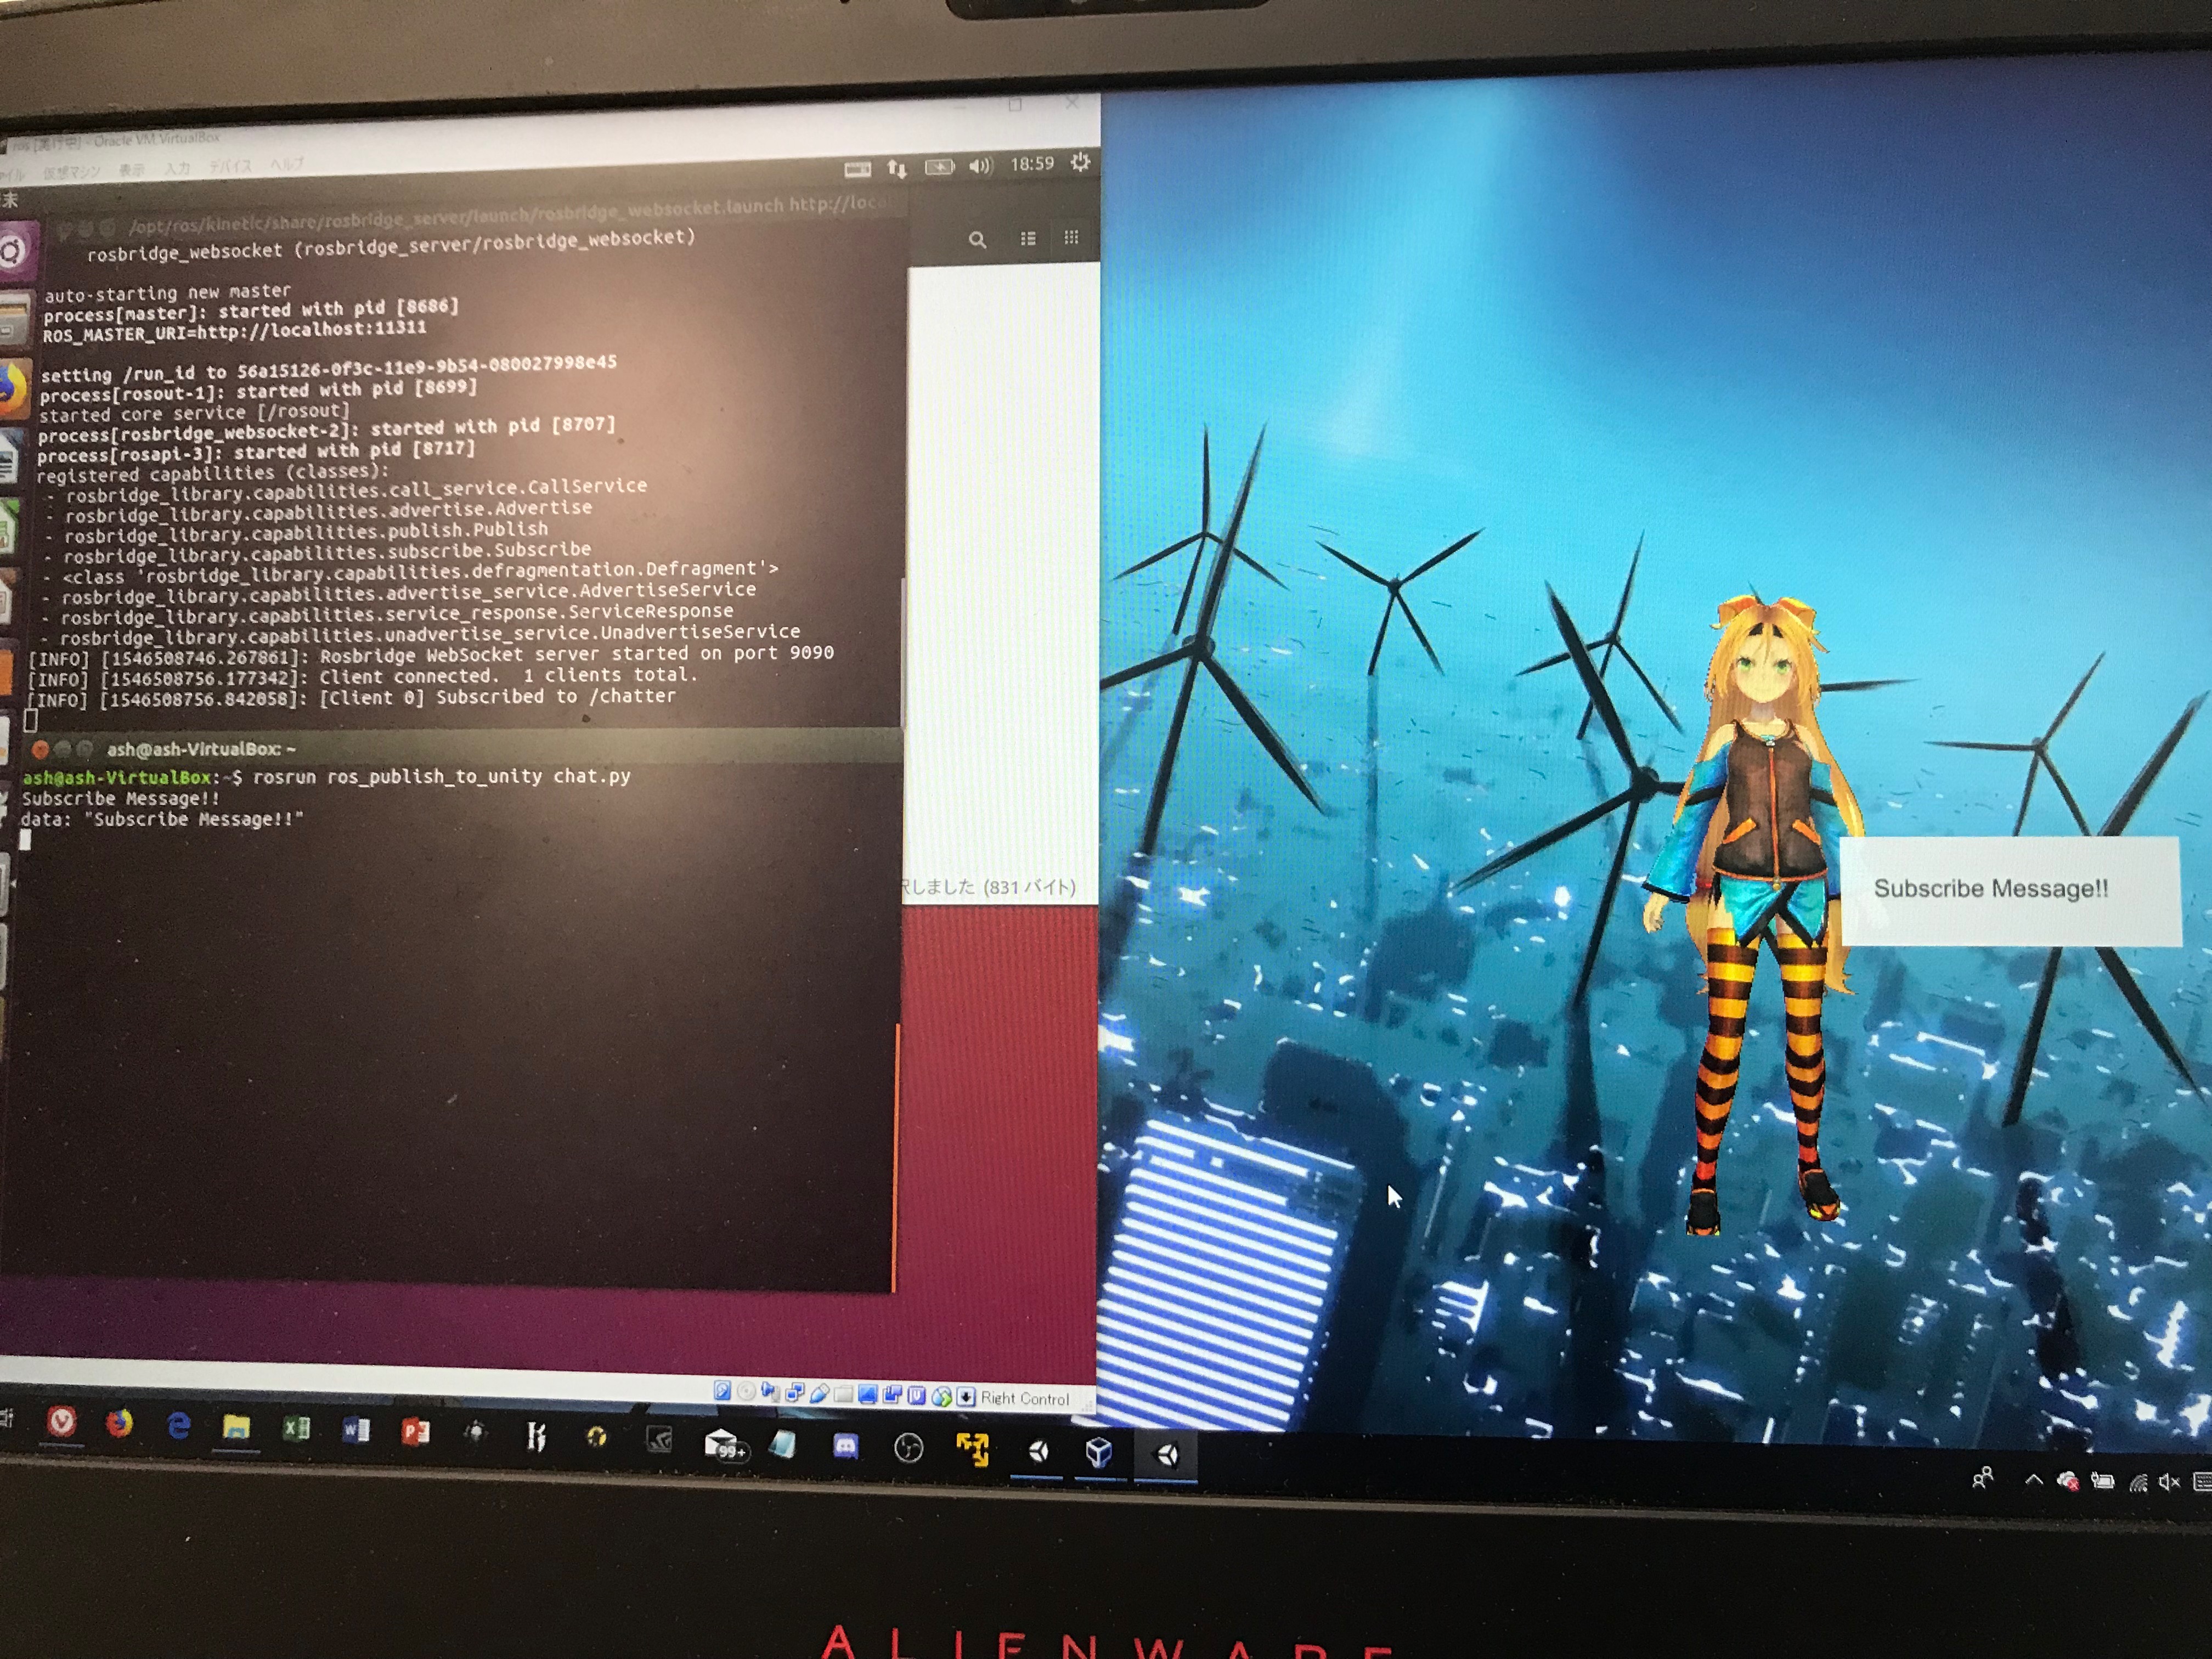 ros [実行中] - Oracle VM VirtualBox
仮想マシン 表示 入力 デバイス ヘルプ
18:59
末
/opt/ros/kinetic/share/rosbridge_server/launch/rosbridge_websocket.launch http://loca
rosbridge_websocket (rosbridge_server/rosbridge_websocket)
auto-starting new master
process[master]: started with pid [8686]
ROS_MASTER_URI=http://localhost:11311
setting /run_id to 56a15126-0f3c-11e9-9b54-080027998e45
process[rosout-1]: started with pid [8699]
started core service [/rosout]
process[rosbridge_websocket-2]: started with pid [8707]
process[rosapi-3]: started with pid [8717]
registered capabilities (classes):
- rosbridge_library.capabilities.call_service.CallService
- rosbridge_library.capabilities.advertise.Advertise
- rosbridge_library.capabilities.publish.Publish
- rosbridge_library.capabilities.subscribe.Subscribe
- <class 'rosbridge_library.capabilities.defragmentation.Defragment'>
- rosbridge_library.capabilities.advertise_service.AdvertiseService
- rosbridge_library.capabilities.service_response.ServiceResponse
- rosbridge_library.capabilities.unadvertise_service.UnadvertiseService
[INFO] [1546508746.267861]: Rosbridge WebSocket server started on port 9090
[INFO] [1546508756.177342]: Client connected. 1 clients total.
[INFO] [1546508756.842058]: [Client 0] Subscribed to /chatter
ash@ash-VirtualBox: ~
ash@ash-VirtualBox:~$ rosrun ros_publish_to_unity chat.py
Subscribe Message!!
data: "Subscribe Message!!"
択しました (831 バイト)
Subscribe Message!!
Right Control
99+
ALIENWARE